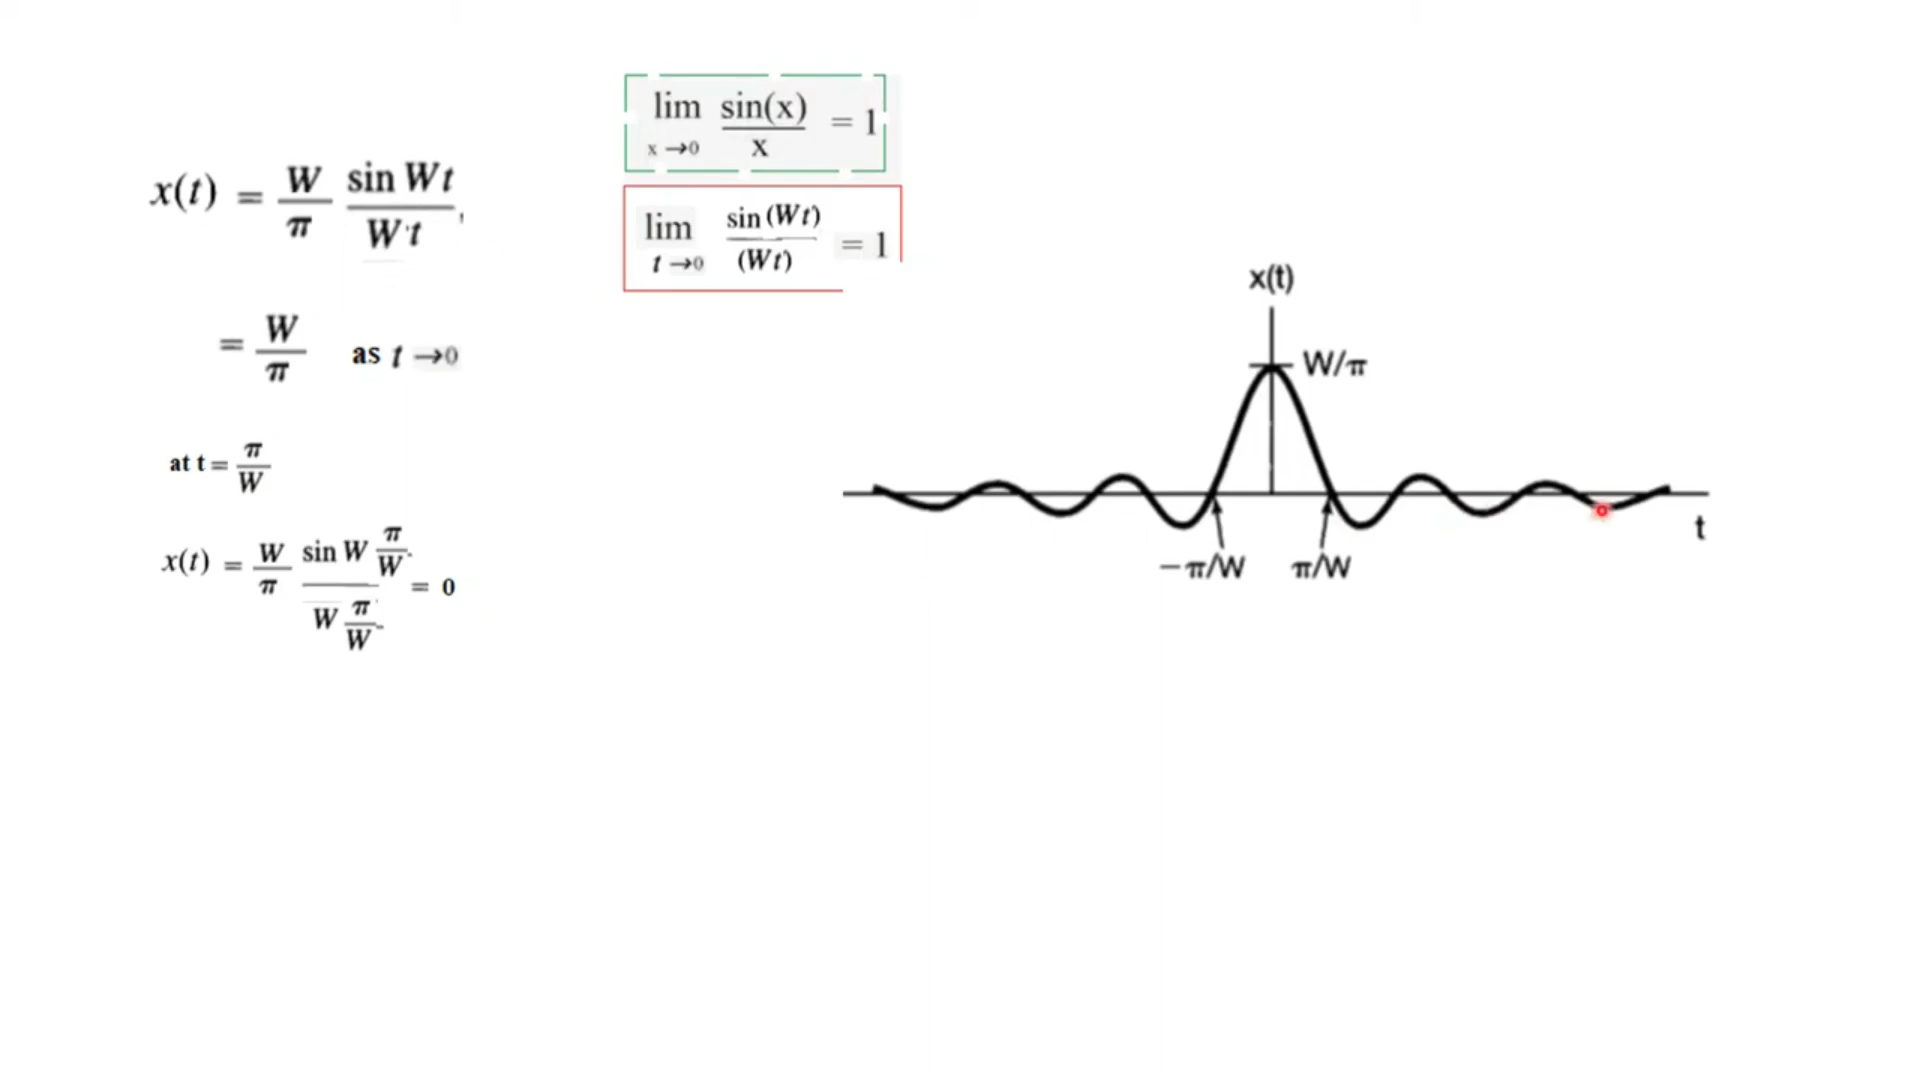 x(t) = W/π sin Wt / Wt,
= W/π as t →0
at t = π/W
x(t) = W/π sin W π/W / W π/W = 0
lim x →0 sin(x)/x = 1
lim t →0 sin (Wt)/(Wt) = 1
x(t)
W/π
−π/W π/W
t